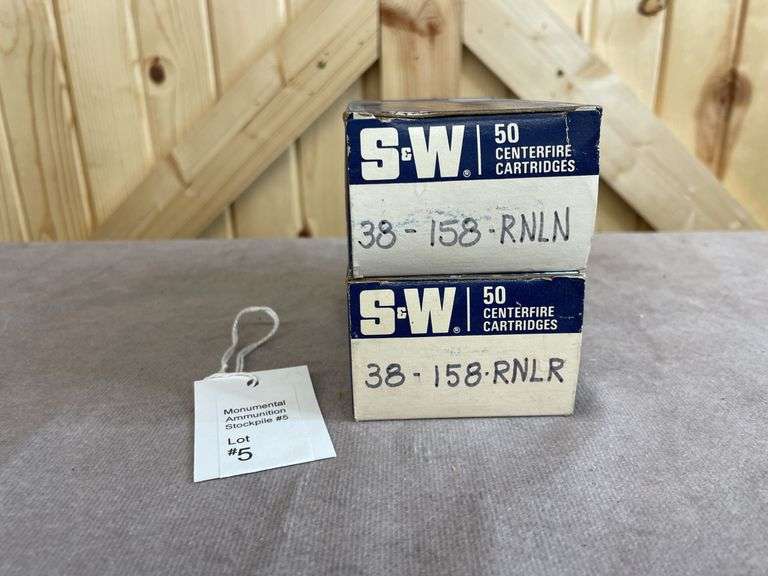 S&W® 50
CENTERFIRE
CARTRIDGES
38 - 158 - RNLN
S&W® 50
CENTERFIRE
CARTRIDGES
38 - 158 - RNLR
Monumental
Ammunition
Stockpile #5
Lot
#5